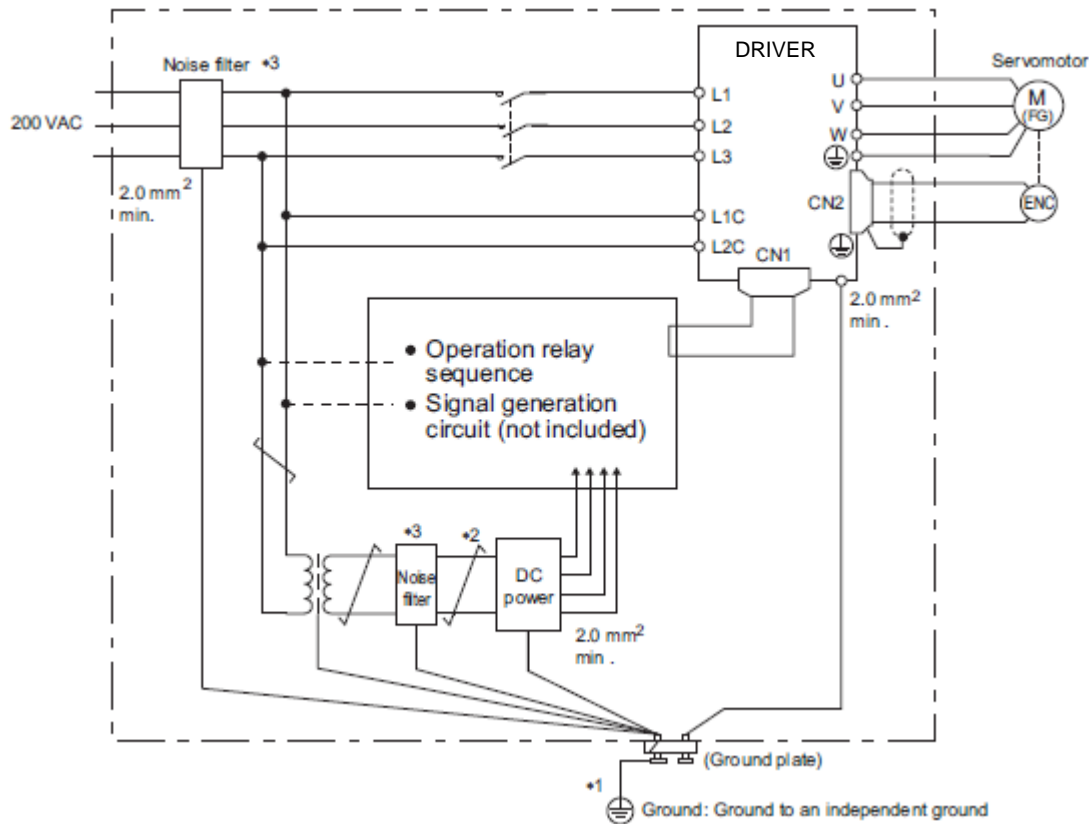 DRIVER
Noise filter *3
Servomotor
U
L1
M
(FG)
V
200 VAC
L2
W
L3
2.0 mm²
min.
CN2
ENC
L1C
L2C
CN1
2.0 mm²
min .
• Operation relay
sequence
• Signal generation
circuit (not included)
*3
*2
Noise
filter
DC
power
2.0 mm²
min .
(Ground plate)
*1
Ground: Ground to an independent ground